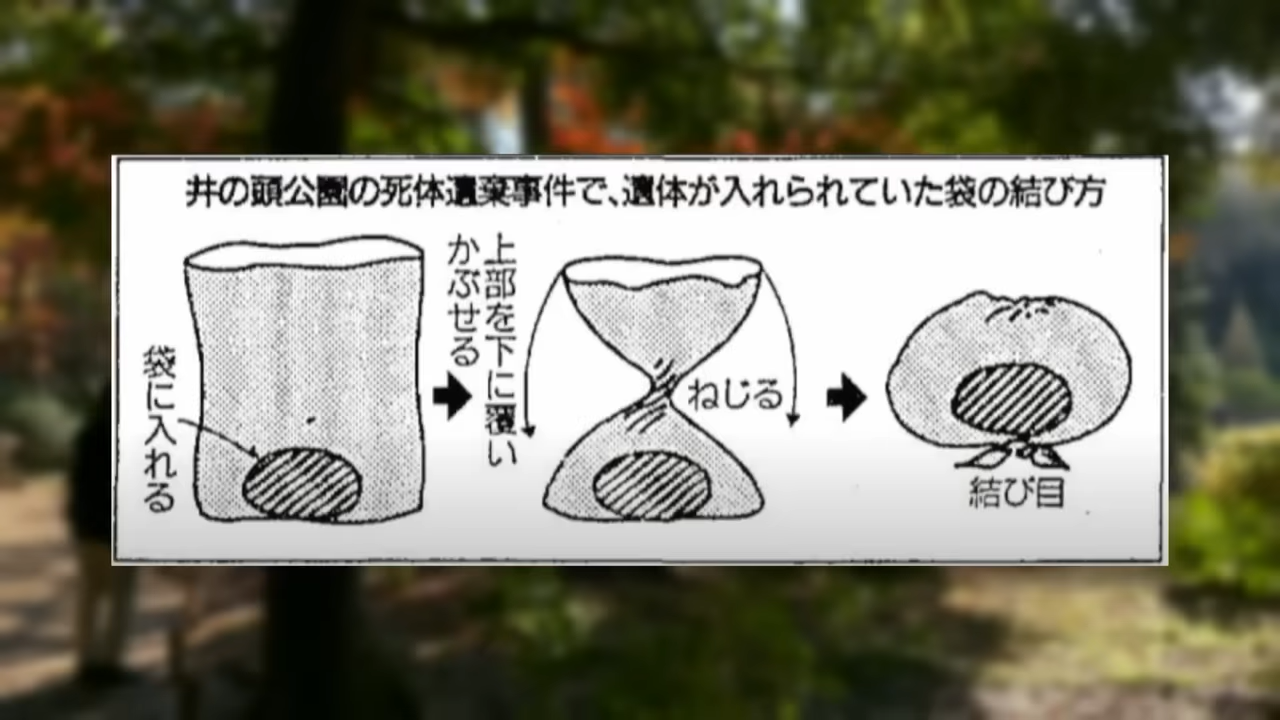 井の頭公園の死体遺棄事件で、遺体が入れられていた袋の結び方
袋に入れる
上部を下に覆い
かぶせる
ねじる
結び目